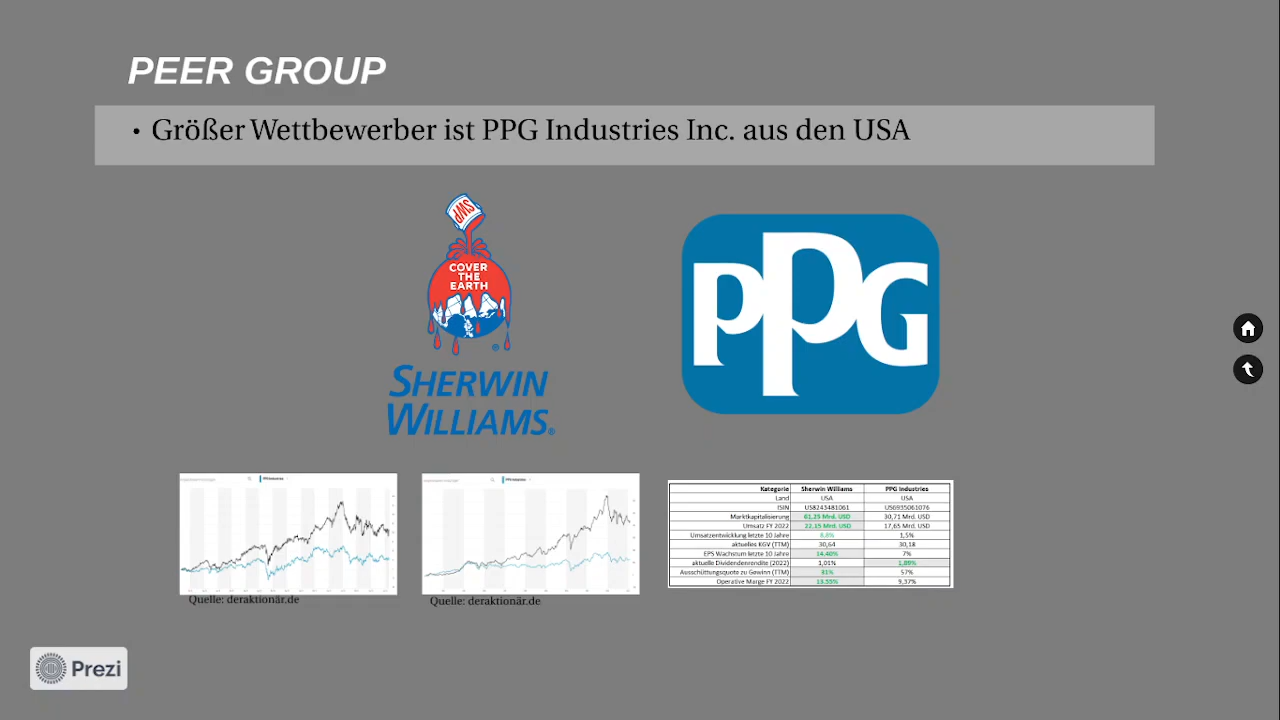 PEER GROUP
• Größer Wettbewerber ist PPG Industries Inc. aus den USA
SWP
COVER
THE
EARTH
®
SHERWIN
WILLIAMS®
PPG
PPG Industries
PPG Industries
Quelle: deraktionär.de
Quelle: deraktionär.de
Kategorie Sherwin Williams PPG Industries
Land USA USA
ISIN US8243481061 US6935061076
Marktkapitalisierung 61,25 Mrd. USD 30,71 Mrd. USD
Umsatz FY 2022 22,15 Mrd. USD 17,65 Mrd. USD
Umsatzentwicklung letzte 10 Jahre 8,8% 1,5%
aktuelles KGV (TTM) 30,64 30,18
EPS Wachstum letzte 10 Jahre 14,40% 7%
aktuelle Dividendenrendite (2022) 1,01% 1,89%
Ausschüttungsquote zu Gewinn (TTM) 31% 57%
Operative Marge FY 2022 13,55% 9,37%
Prezi